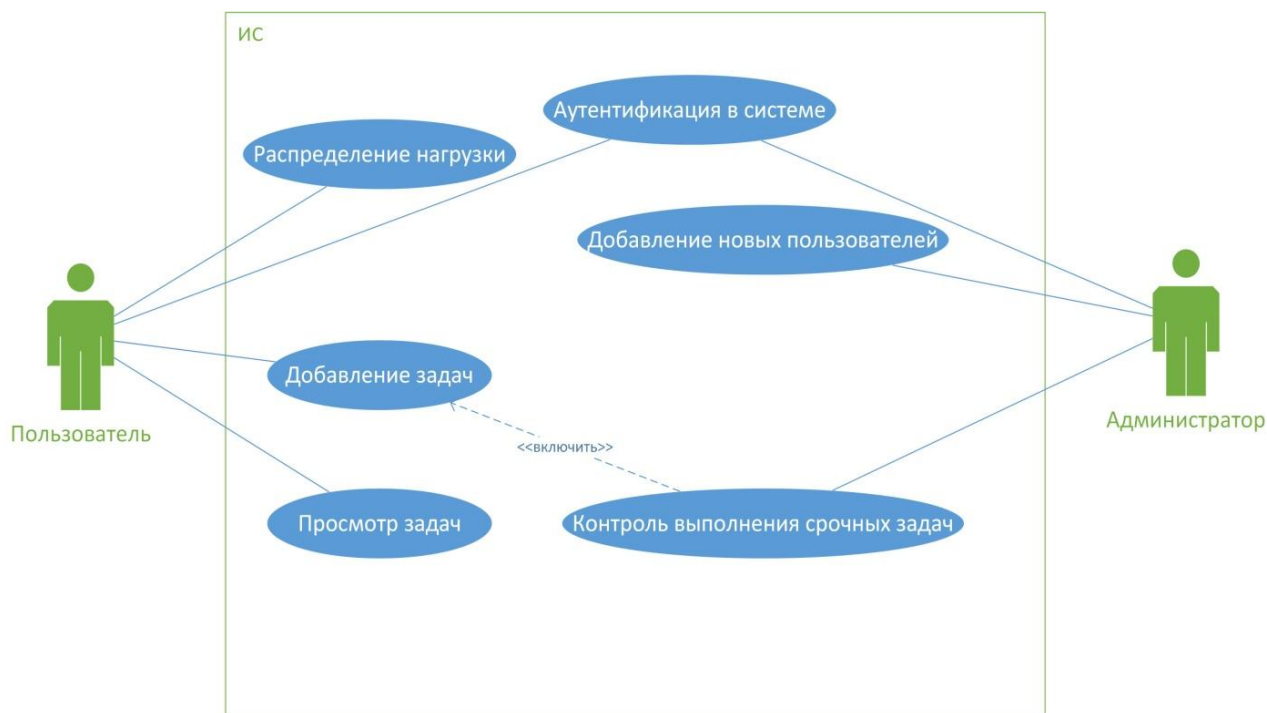 ИС
Аутентификация в системе
Распределение нагрузки
Добавление новых пользователей
Добавление задач
Пользователь
Администратор
<<включить>>
Просмотр задач
Контроль выполнения срочных задач